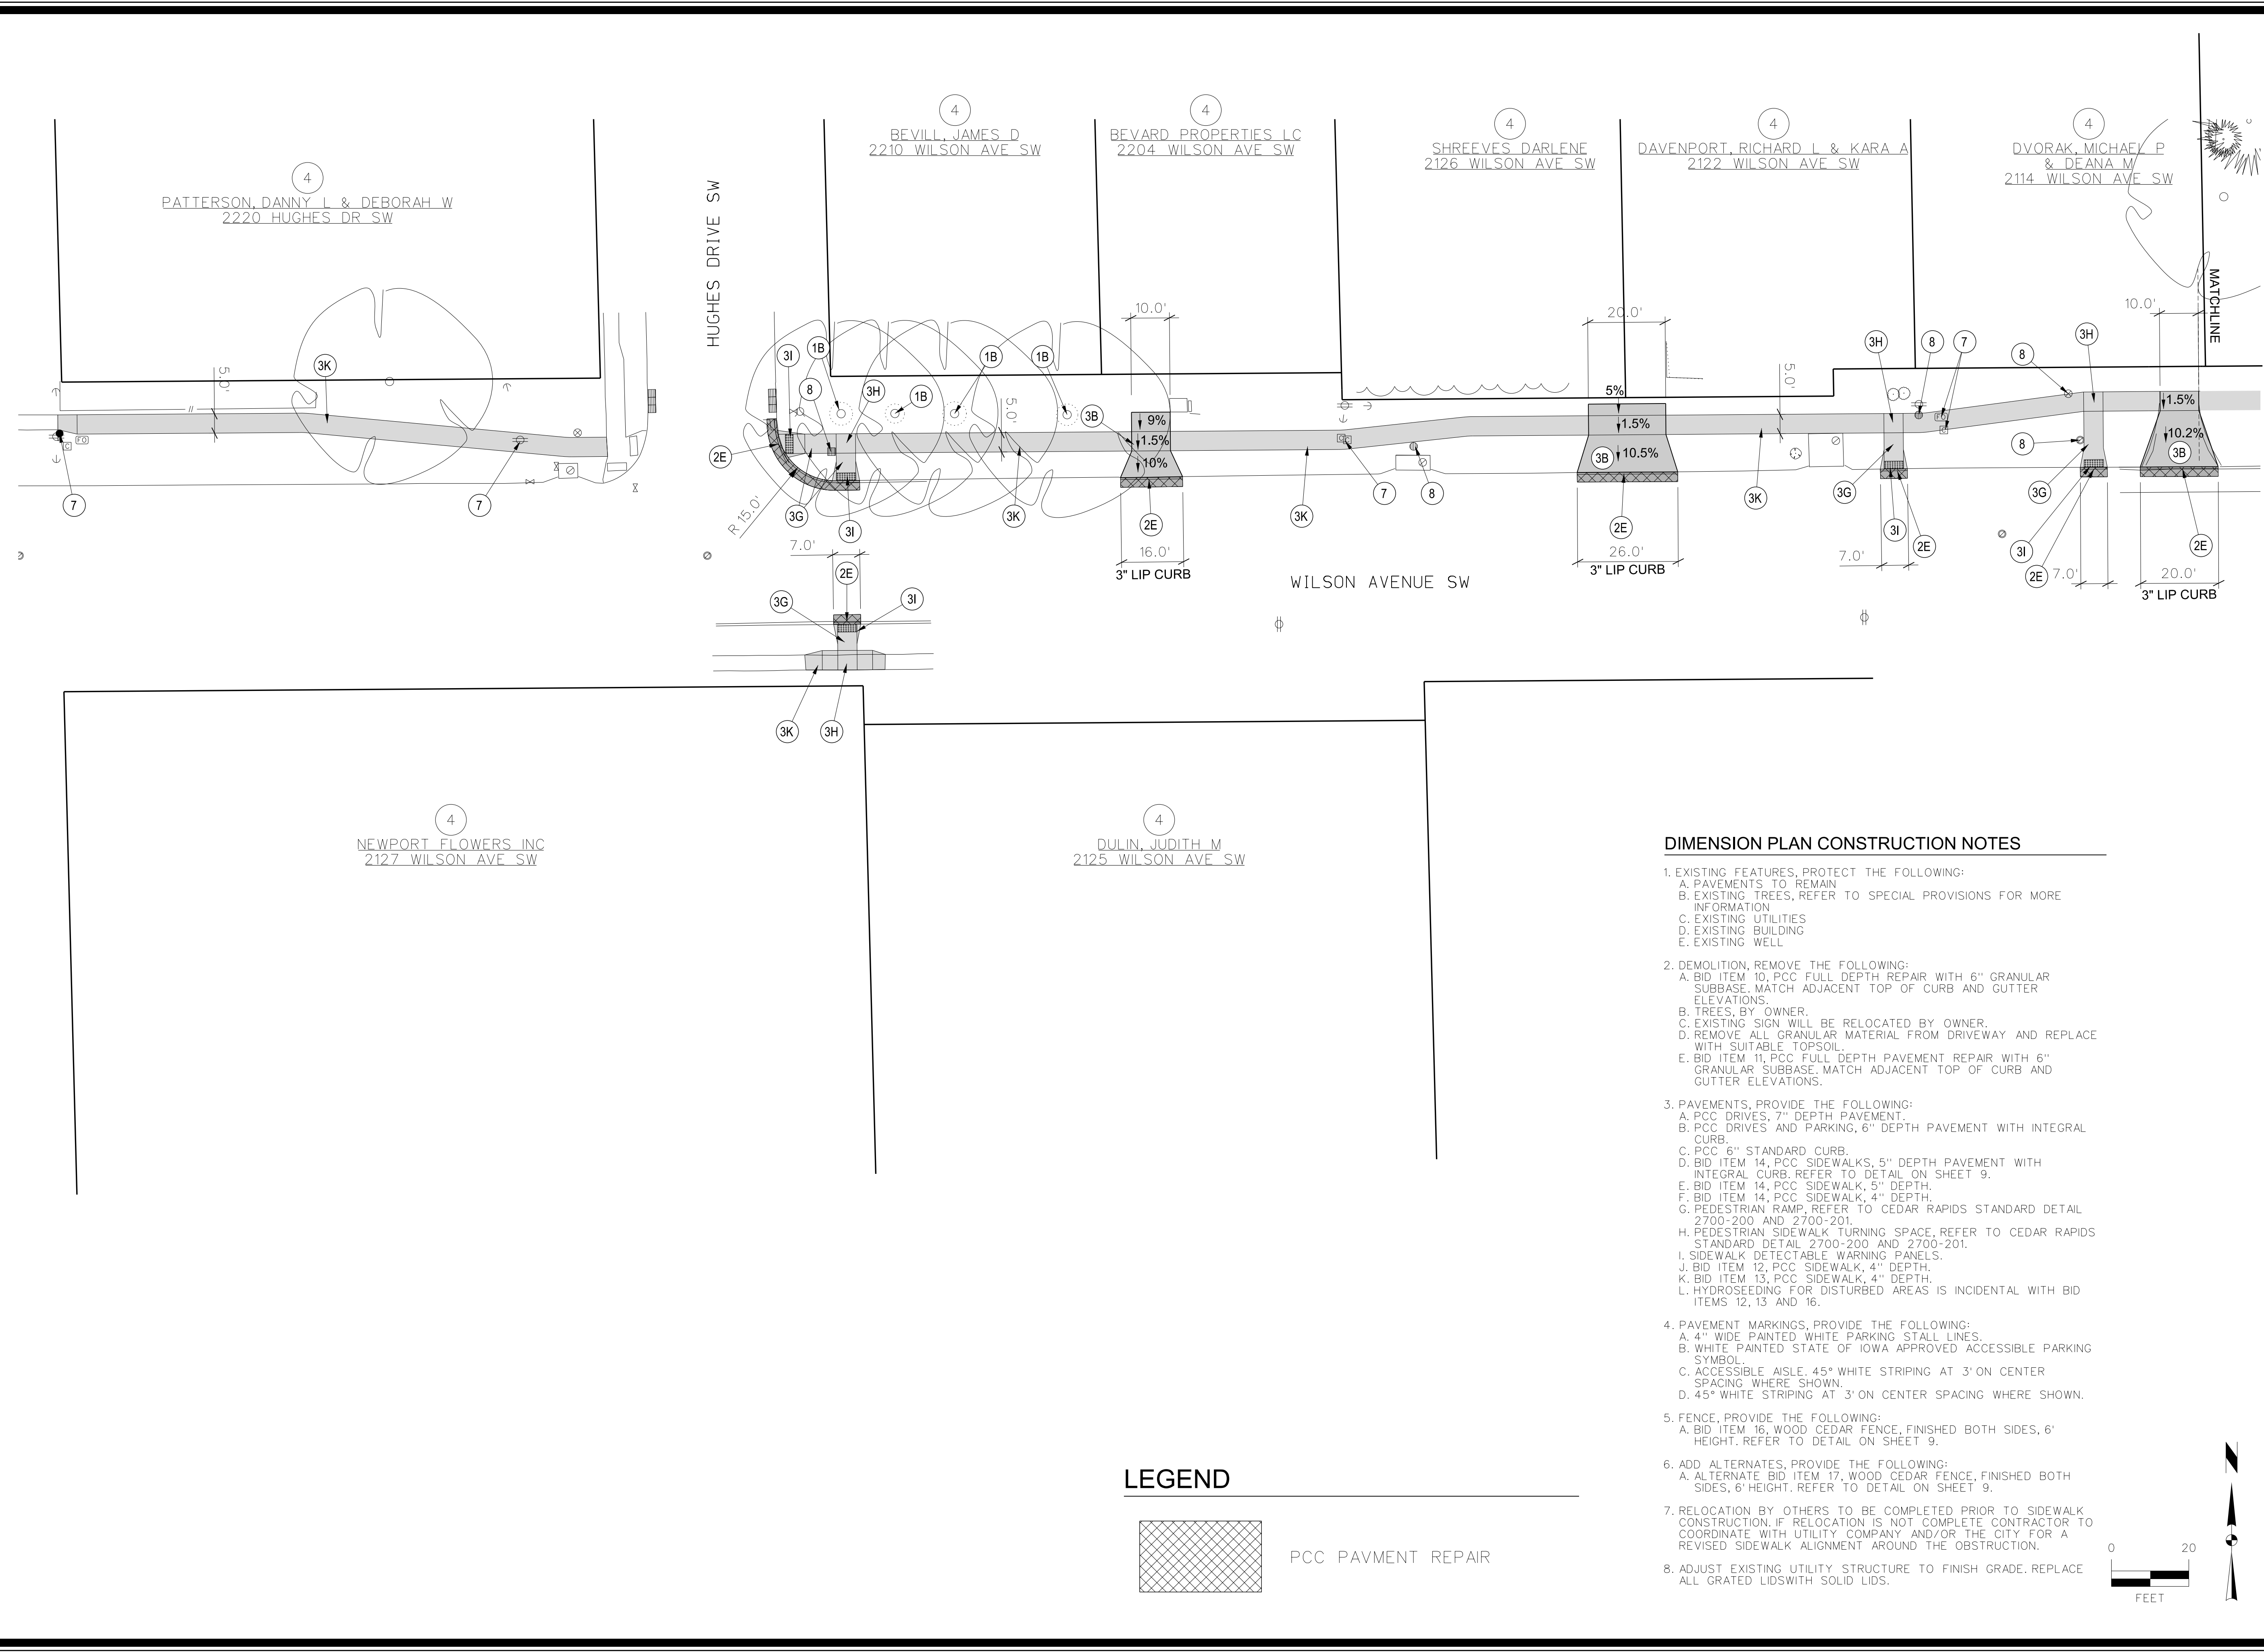 4
BEVILL, JAMES D
2210 WILSON AVE SW
4
BEVARD PROPERTIES LC
2204 WILSON AVE SW
4
SHREEVES DARLENE
2126 WILSON AVE SW
4
DAVENPORT, RICHARD L & KARA A
2122 WILSON AVE SW
4
DVORAK, MICHAEL P
& DEANA M
2114 WILSON AVE SW
4
PATTERSON, DANNY L & DEBORAH W
2220 HUGHES DR SW
HUGHES DRIVE SW
MATCHLINE
10.0'
20.0'
10.0'
3K
5.0'
3I
1B
8
3H
1B
1B
1B
5.0'
3B
9%
1.5%
10%
5%
1.5%
3B
10.5%
5.0'
3H
8
7
8
3H
1.5%
10.2%
3B
FO
C
7
7
2E
R 15.0'
3G
3I
3K
2E
16.0'
3" LIP CURB
3K
7
8
2E
26.0'
3" LIP CURB
3K
3G
3I
2E
7.0'
8
3G
3I
2E
7.0'
2E
20.0'
3" LIP CURB
7.0'
2E
3G
3I
3K
3H
WILSON AVENUE SW
4
NEWPORT FLOWERS INC
2127 WILSON AVE SW
4
DULIN, JUDITH M
2125 WILSON AVE SW
DIMENSION PLAN CONSTRUCTION NOTES
1. EXISTING FEATURES, PROTECT THE FOLLOWING:
A. PAVEMENTS TO REMAIN
B. EXISTING TREES, REFER TO SPECIAL PROVISIONS FOR MORE
INFORMATION
C. EXISTING UTILITIES
D. EXISTING BUILDING
E. EXISTING WELL
2. DEMOLITION, REMOVE THE FOLLOWING:
A. BID ITEM 10, PCC FULL DEPTH REPAIR WITH 6" GRANULAR
SUBBASE. MATCH ADJACENT TOP OF CURB AND GUTTER
ELEVATIONS.
B. TREES, BY OWNER.
C. EXISTING SIGN WILL BE RELOCATED BY OWNER.
D. REMOVE ALL GRANULAR MATERIAL FROM DRIVEWAY AND REPLACE
WITH SUITABLE TOPSOIL.
E. BID ITEM 11, PCC FULL DEPTH PAVEMENT REPAIR WITH 6"
GRANULAR SUBBASE. MATCH ADJACENT TOP OF CURB AND
GUTTER ELEVATIONS.
3. PAVEMENTS, PROVIDE THE FOLLOWING:
A. PCC DRIVES, 7" DEPTH PAVEMENT.
B. PCC DRIVES AND PARKING, 6" DEPTH PAVEMENT WITH INTEGRAL
CURB.
C. PCC 6" STANDARD CURB.
D. BID ITEM 14, PCC SIDEWALKS, 5" DEPTH PAVEMENT WITH
INTEGRAL CURB. REFER TO DETAIL ON SHEET 9.
E. BID ITEM 14, PCC SIDEWALK, 5" DEPTH.
F. BID ITEM 14, PCC SIDEWALK, 4" DEPTH.
G. PEDESTRIAN RAMP, REFER TO CEDAR RAPIDS STANDARD DETAIL
2700-200 AND 2700-201.
H. PEDESTRIAN SIDEWALK TURNING SPACE, REFER TO CEDAR RAPIDS
STANDARD DETAIL 2700-200 AND 2700-201.
I. SIDEWALK DETECTABLE WARNING PANELS.
J. BID ITEM 12, PCC SIDEWALK, 4" DEPTH.
K. BID ITEM 13, PCC SIDEWALK, 4" DEPTH.
L. HYDROSEEDING FOR DISTURBED AREAS IS INCIDENTAL WITH BID
ITEMS 12, 13 AND 16.
4. PAVEMENT MARKINGS, PROVIDE THE FOLLOWING:
A. 4" WIDE PAINTED WHITE PARKING STALL LINES.
B. WHITE PAINTED STATE OF IOWA APPROVED ACCESSIBLE PARKING
SYMBOL.
C. ACCESSIBLE AISLE. 45° WHITE STRIPING AT 3' ON CENTER
SPACING WHERE SHOWN.
D. 45° WHITE STRIPING AT 3' ON CENTER SPACING WHERE SHOWN.
5. FENCE, PROVIDE THE FOLLOWING:
A. BID ITEM 16, WOOD CEDAR FENCE, FINISHED BOTH SIDES, 6'
HEIGHT. REFER TO DETAIL ON SHEET 9.
6. ADD ALTERNATES, PROVIDE THE FOLLOWING:
A. ALTERNATE BID ITEM 17, WOOD CEDAR FENCE, FINISHED BOTH
SIDES, 6' HEIGHT. REFER TO DETAIL ON SHEET 9.
7. RELOCATION BY OTHERS TO BE COMPLETED PRIOR TO SIDEWALK
CONSTRUCTION. IF RELOCATION IS NOT COMPLETE CONTRACTOR TO
COORDINATE WITH UTILITY COMPANY AND/OR THE CITY FOR A
REVISED SIDEWALK ALIGNMENT AROUND THE OBSTRUCTION.
8. ADJUST EXISTING UTILITY STRUCTURE TO FINISH GRADE. REPLACE
ALL GRATED LIDSWITH SOLID LIDS.
LEGEND
PCC PAVMENT REPAIR
N
0 20
FEET